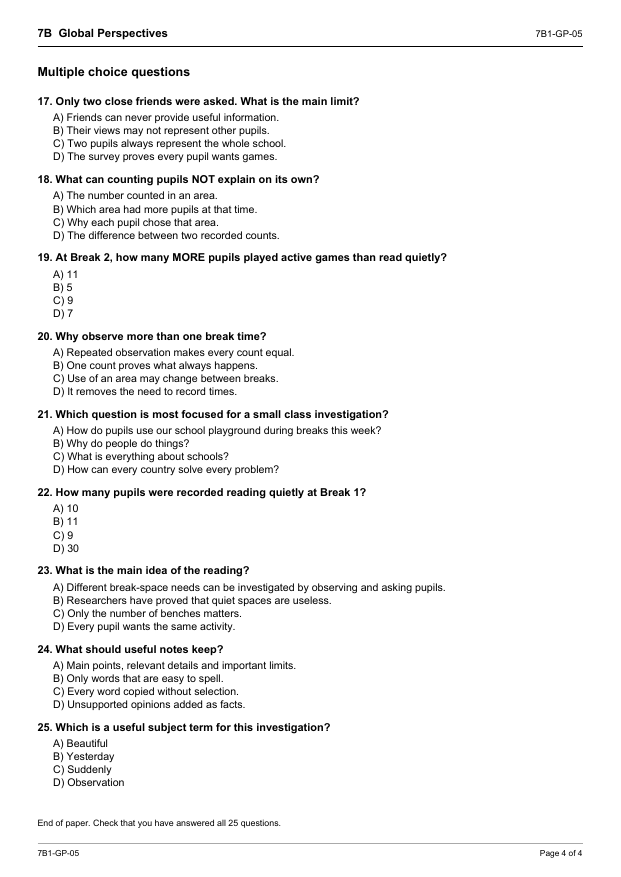 7B Global Perspectives
7B1-GP-05
Multiple choice questions
17. Only two close friends were asked. What is the main limit?
A) Friends can never provide useful information.
B) Their views may not represent other pupils.
C) Two pupils always represent the whole school.
D) The survey proves every pupil wants games.
18. What can counting pupils NOT explain on its own?
A) The number counted in an area.
B) Which area had more pupils at that time.
C) Why each pupil chose that area.
D) The difference between two recorded counts.
19. At Break 2, how many MORE pupils played active games than read quietly?
A) 11
B) 5
C) 9
D) 7
20. Why observe more than one break time?
A) Repeated observation makes every count equal.
B) One count proves what always happens.
C) Use of an area may change between breaks.
D) It removes the need to record times.
21. Which question is most focused for a small class investigation?
A) How do pupils use our school playground during breaks this week?
B) Why do people do things?
C) What is everything about schools?
D) How can every country solve every problem?
22. How many pupils were recorded reading quietly at Break 1?
A) 10
B) 11
C) 9
D) 30
23. What is the main idea of the reading?
A) Different break-space needs can be investigated by observing and asking pupils.
B) Researchers have proved that quiet spaces are useless.
C) Only the number of benches matters.
D) Every pupil wants the same activity.
24. What should useful notes keep?
A) Main points, relevant details and important limits.
B) Only words that are easy to spell.
C) Every word copied without selection.
D) Unsupported opinions added as facts.
25. Which is a useful subject term for this investigation?
A) Beautiful
B) Yesterday
C) Suddenly
D) Observation
End of paper. Check that you have answered all 25 questions.
7B1-GP-05
Page 4 of 4